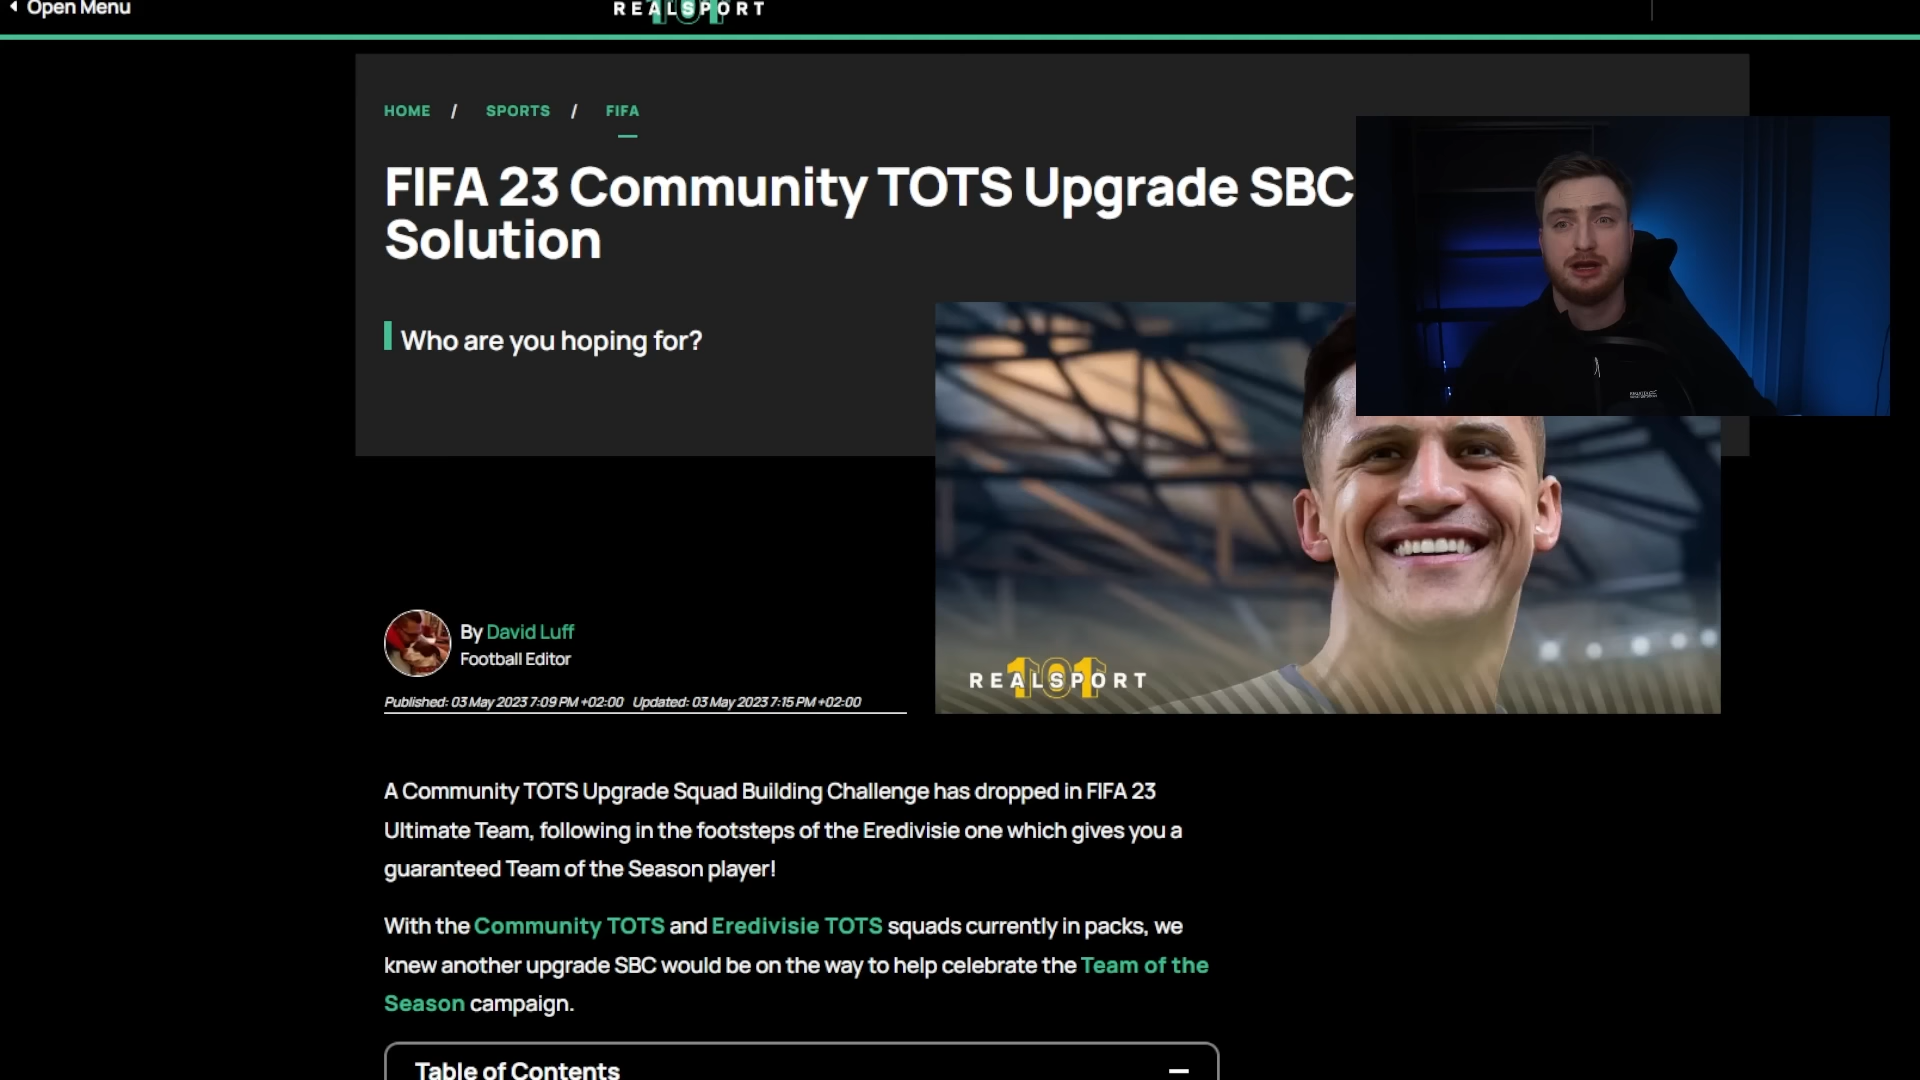 Open Menu
REALSPORT
101
HOME / SPORTS / FIFA
FIFA 23 Community TOTS Upgrade SBC
Solution
Who are you hoping for?
By David Luff
Football Editor
Published: 03 May 2023 7:09 PM +02:00 Updated: 03 May 2023 7:15 PM +02:00
REALSPORT
101
A Community TOTS Upgrade Squad Building Challenge has dropped in FIFA 23
Ultimate Team, following in the footsteps of the Eredivisie one which gives you a
guaranteed Team of the Season player!
With the Community TOTS and Eredivisie TOTS squads currently in packs, we
knew another upgrade SBC would be on the way to help celebrate the Team of the
Season campaign.
Table of Contents